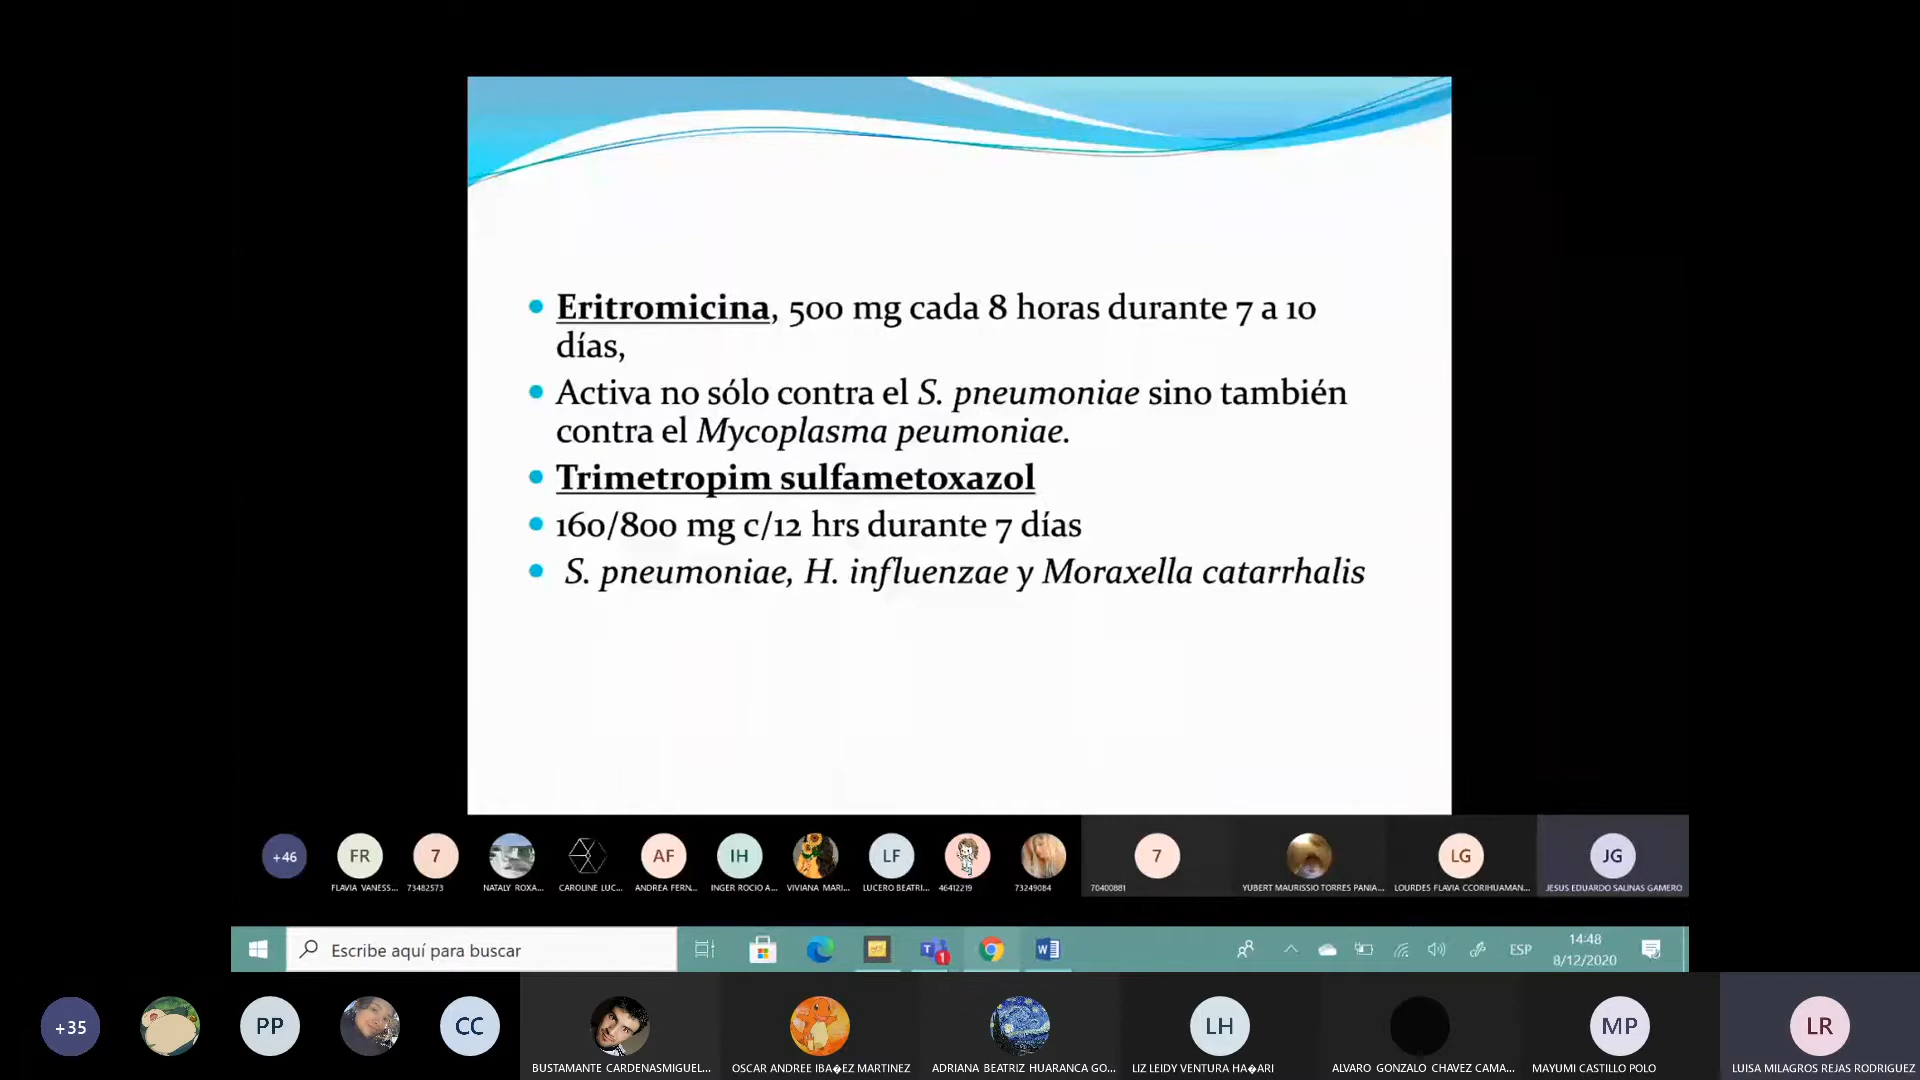 Eritromicina, 500 mg cada 8 horas durante 7 a 10
días,
Activa no sólo contra el S. pneumoniae sino también
contra el Mycoplasma peumoniae.
Trimetropim sulfametoxazol
160/800 mg c/12 hrs durante 7 días
S. pneumoniae, H. influenzae y Moraxella catarrhalis
+46
FR
7
AF
IH
LF
7
LG
JG
FLAVIA VANESS...
73482573
NATALY ROXA...
CAROLINE LUC...
ANDREA FERN...
INGER ROCIO A...
VIVIANA MARI...
LUCERO BEATRI...
46412219
73249084
70400881
YUBERT MAURISSIO TORRES PANIA...
LOURDES FLAVIA CCORIHUAMAN...
JESUS EDUARDO SALINAS GAMERO
Escribe aquí para buscar
1
ESP
14:48
8/12/2020
+35
PP
CC
LH
MP
LR
BUSTAMANTE CARDENASMIGUEL...
OSCAR ANDREE IBA�EZ MARTINEZ
ADRIANA BEATRIZ HUARANCA GO...
LIZ LEIDY VENTURA HA�ARI
ALVARO GONZALO CHAVEZ CAMA...
MAYUMI CASTILLO POLO
LUISA MILAGROS REJAS RODRIGUEZ